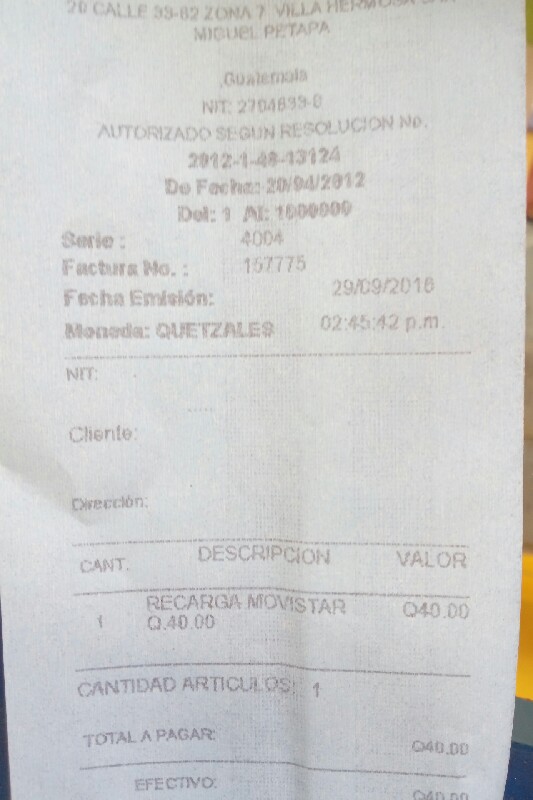 20 CALLE 33-62 ZONA 7 VILLA HERMOSA SAN
MIGUEL PETAPA
,Guatemala
NIT: 2704633-8
AUTORIZADO SEGUN RESOLUCION No.
2012-1-48-13124
De Fecha: 20/04/2012
Del: 1 Al: 1000000
Serie : 4004
Factura No. : 157775
Fecha Emisión: 29/09/2016
Moneda: QUETZALES 02:45:42 p.m.
NIT:
Cliente:
Dirección:
CANT. DESCRIPCION VALOR
1 RECARGA MOVISTAR Q40.00
Q.40.00
CANTIDAD ARTICULOS: 1
TOTAL A PAGAR: Q40.00
EFECTIVO: Q40.00